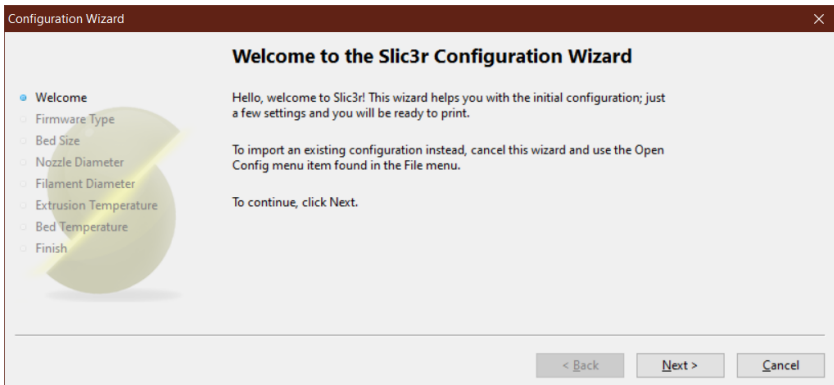 Configuration Wizard
Welcome to the Slic3r Configuration Wizard
Welcome
Firmware Type
Bed Size
Nozzle Diameter
Filament Diameter
Extrusion Temperature
Bed Temperature
Finish
Hello, welcome to Slic3r! This wizard helps you with the initial configuration; just
a few settings and you will be ready to print.
To import an existing configuration instead, cancel this wizard and use the Open
Config menu item found in the File menu.
To continue, click Next.
< Back
Next >
Cancel